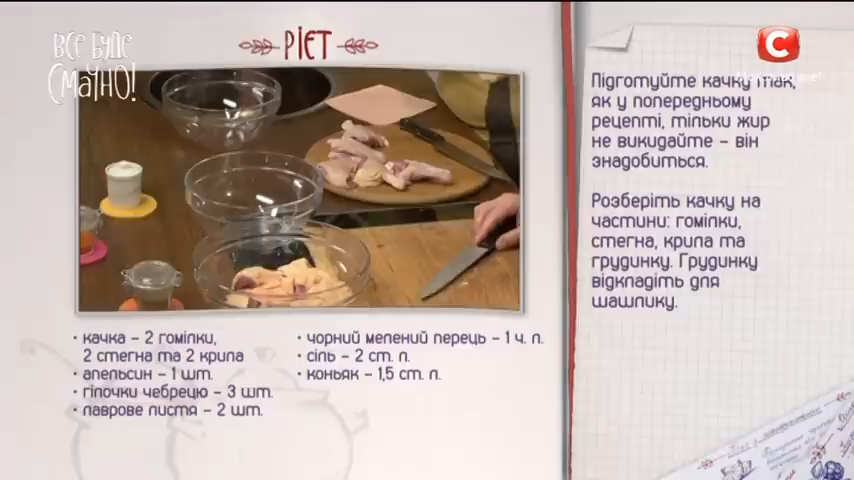 ВСЕ БУДЕ
СМАЧНО!
РІЄТ
• качка – 2 гомілки,
2 стегна та 2 крила
• апельсин – 1 шт.
• гілочки чебрецю – 3 шт.
• лаврове листя – 2 шт.
• чорний мелений перець – 1 ч. л.
• сіль – 2 ст. л.
• коньяк – 1,5 ст. л.
Підготуйте качку так,
як у попередньому
рецепті, тільки жир
не викидайте – він
знадобиться.
Розберіть качку на
частини: гомілки,
стегна, крила та
грудинку. Грудинку
відкладіть для
шашлику.